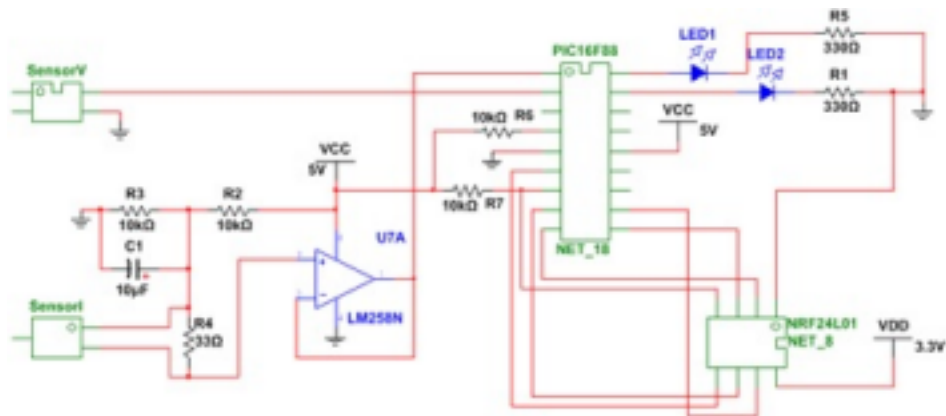 R5
LED1
330Ω
PIC16F88
LED2
R1
330Ω
SensorV
VCC
5V
10kΩ R6
VCC
5V
10kΩ R7
R3
10kΩ
R2
10kΩ
C1
10µF
U7A
LM258N
NET_18
SensorI
R4
33Ω
NRF24L01
NET_8
VDD
3.3V